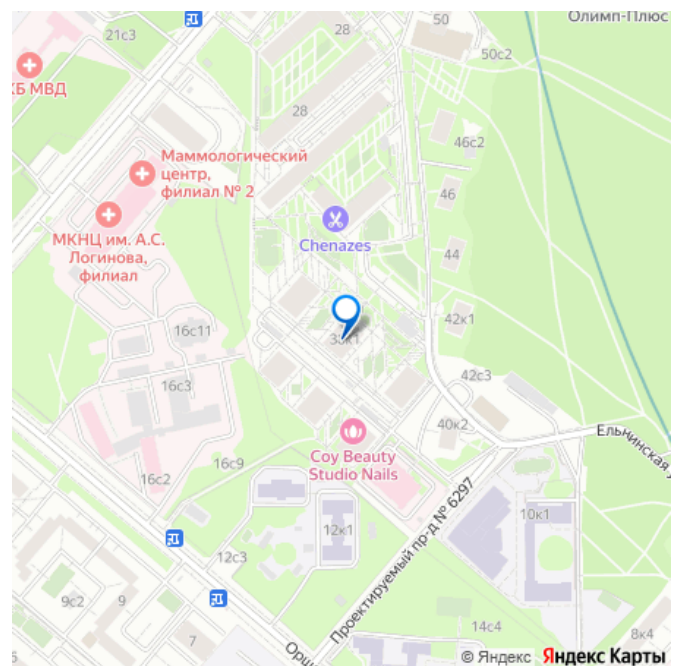 50
Олимп-Плюс
21с3
28
50с2
КБ МВД
28
46с2
Маммологический
центр,
филиал № 2
46
Chenazes
МКНЦ им. А.С.
Логинова,
филиал
44
16с11
38к1
42к1
16с3
42с3
40к2
Ельнинская у
Coy Beauty
Studio Nails
16с9
16с2
Проектируемый пр-д № 6297
10к1
12к1
12с3
9с2
9
14с4
7
8к4
Орш
© Яндекс Яндекс Карты